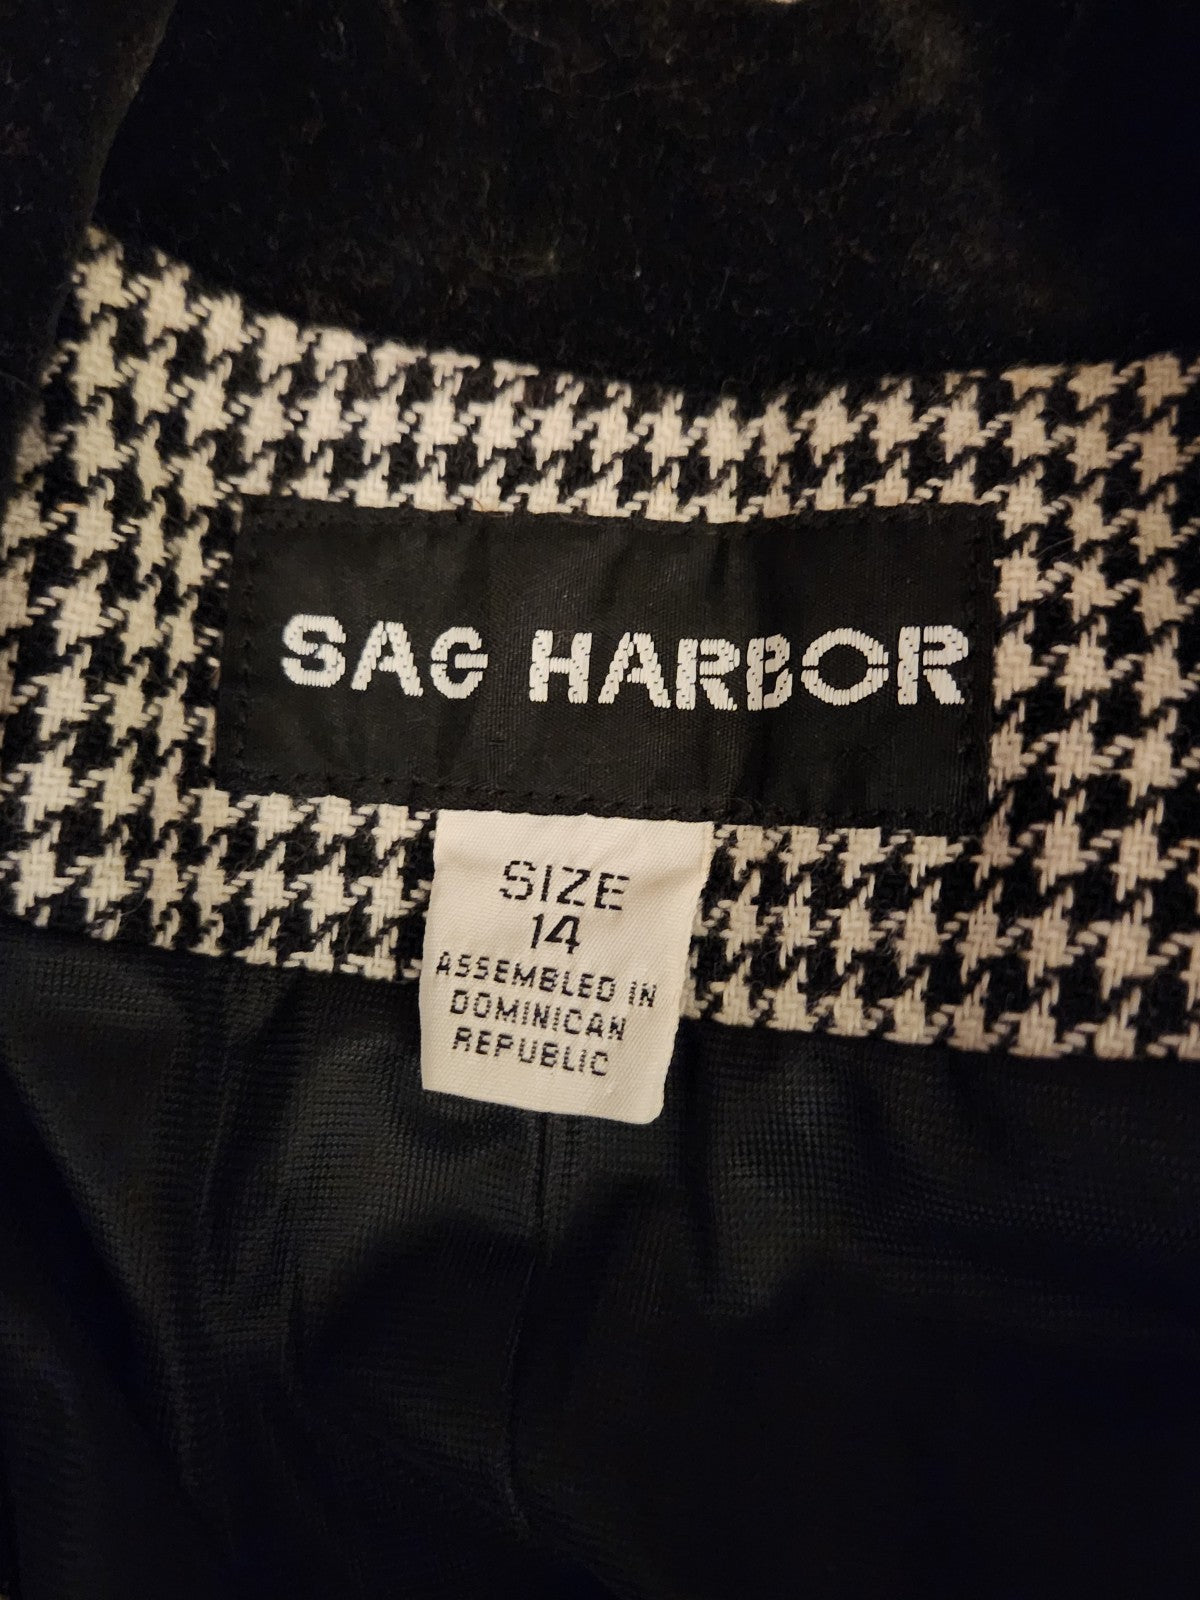 SAG HARBOR
SIZE
14
ASSEMBLED IN
DOMINICAN
REPUBLIC